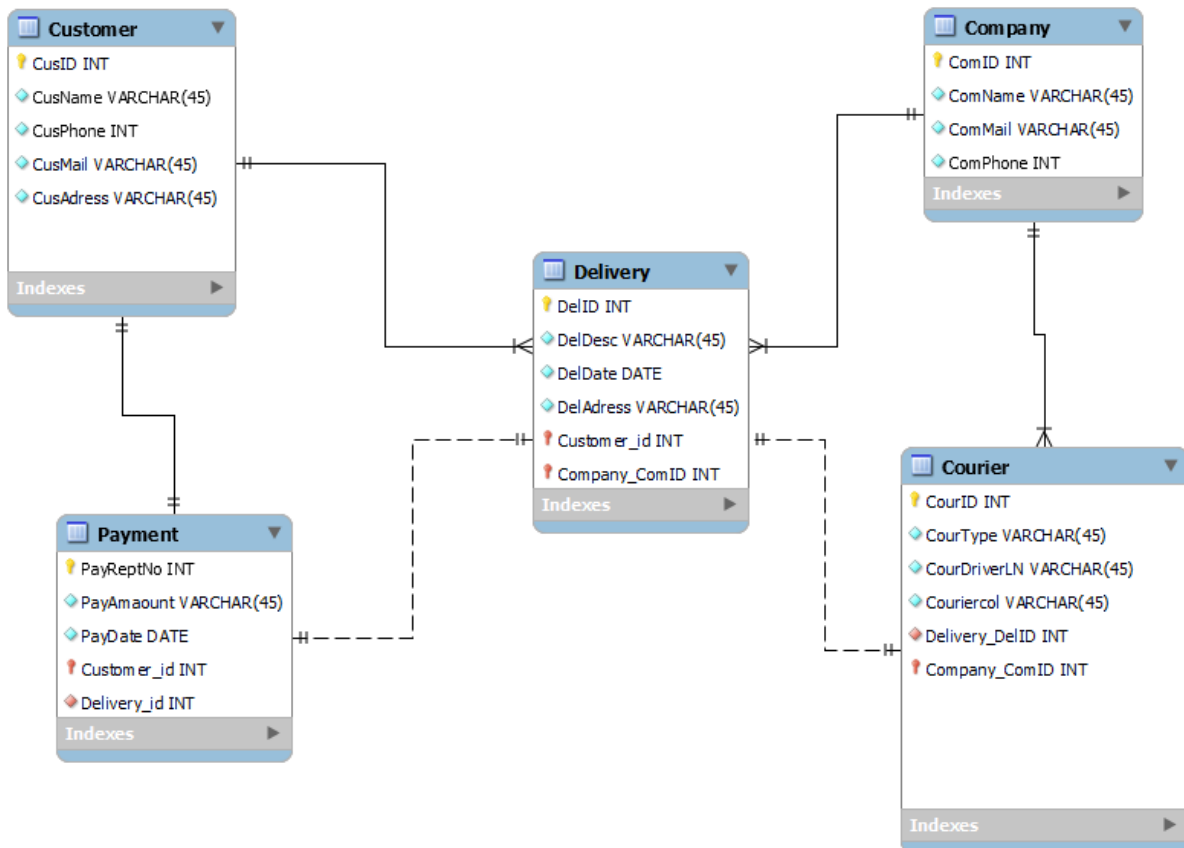 Customer
CusID INT
CusName VARCHAR(45)
CusPhone INT
CusMail VARCHAR(45)
CusAdress VARCHAR(45)
Indexes
Company
ComID INT
ComName VARCHAR(45)
ComMail VARCHAR(45)
ComPhone INT
Indexes
Delivery
DelID INT
DelDesc VARCHAR(45)
DelDate DATE
DelAdress VARCHAR(45)
Customer_id INT
Company_ComID INT
Indexes
Payment
PayReptNo INT
PayAmaount VARCHAR(45)
PayDate DATE
Customer_id INT
Delivery_id INT
Indexes
Courier
CourID INT
CourType VARCHAR(45)
CourDriverLN VARCHAR(45)
Couriercol VARCHAR(45)
Delivery_DelID INT
Company_ComID INT
Indexes